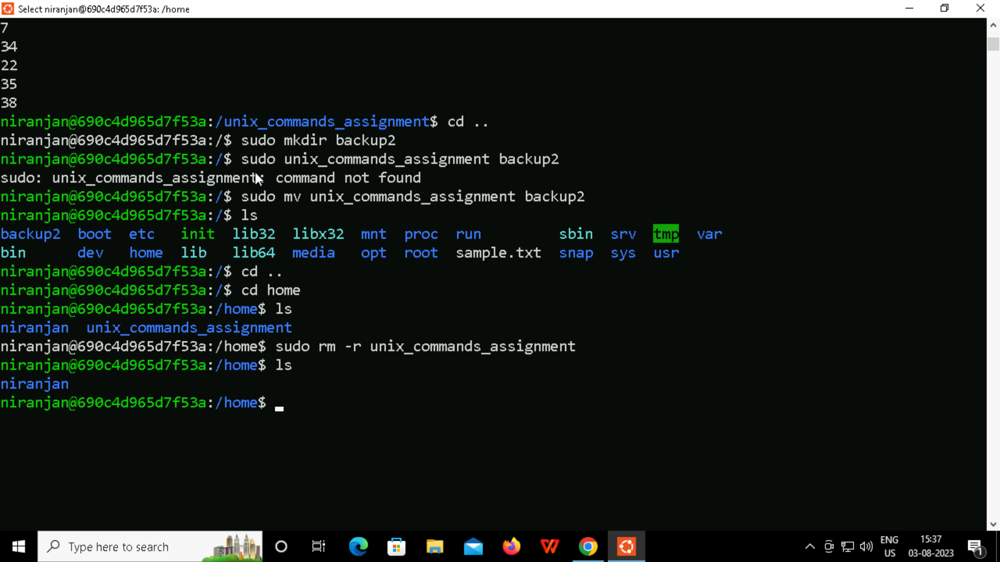 Select niranjan@690c4d965d7f53a: /home
7
34
22
35
38
niranjan@690c4d965d7f53a:/unix_commands_assignment$ cd ..
niranjan@690c4d965d7f53a:/$ sudo mkdir backup2
niranjan@690c4d965d7f53a:/$ sudo unix_commands_assignment backup2
sudo: unix_commands_assignment: command not found
niranjan@690c4d965d7f53a:/$ sudo mv unix_commands_assignment backup2
niranjan@690c4d965d7f53a:/$ ls
backup2 boot etc init lib32 libx32 mnt proc run sbin srv tmp var
bin dev home lib lib64 media opt root sample.txt snap sys usr
niranjan@690c4d965d7f53a:/$ cd ..
niranjan@690c4d965d7f53a:/$ cd home
niranjan@690c4d965d7f53a:/home$ ls
niranjan unix_commands_assignment
niranjan@690c4d965d7f53a:/home$ sudo rm -r unix_commands_assignment
niranjan@690c4d965d7f53a:/home$ ls
niranjan
niranjan@690c4d965d7f53a:/home$
Type here to search
ENG
US
15:37
03-08-2023
1